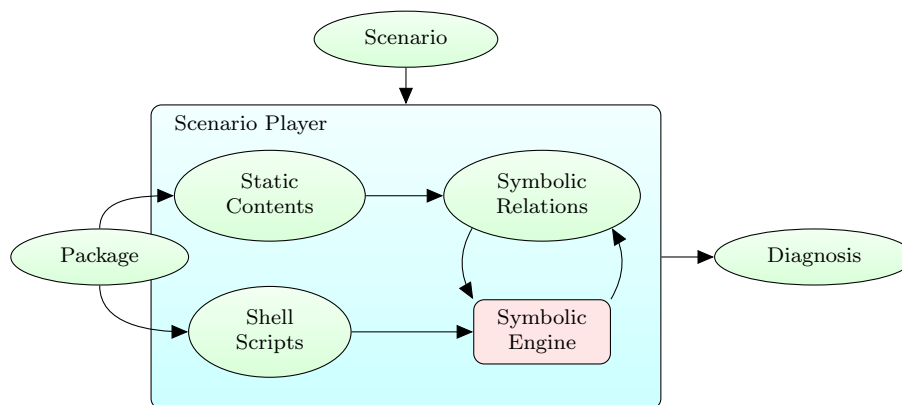 Scenario
Scenario Player
Static
Contents
Symbolic
Relations
Package
Diagnosis
Shell
Scripts
Symbolic
Engine